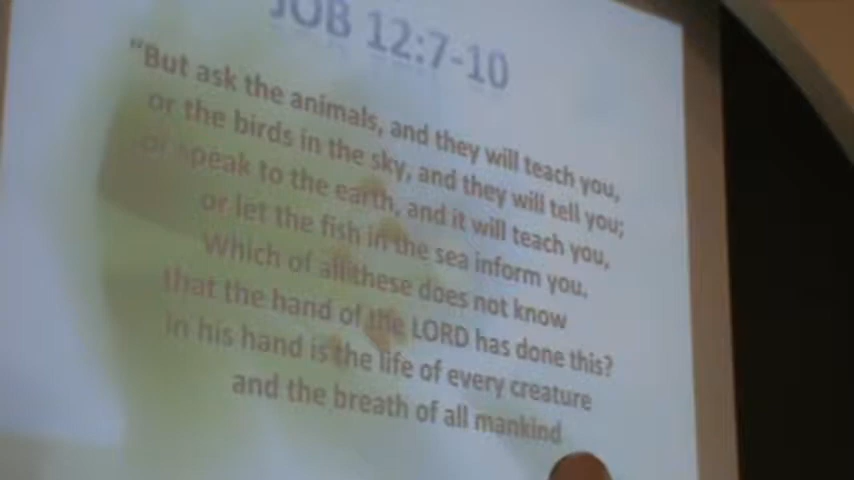 JOB 12:7-10
“But ask the animals, and they will teach you,
or the birds in the sky, and they will tell you;
or speak to the earth, and it will teach you,
or let the fish in the sea inform you.
Which of all these does not know
that the hand of the LORD has done this?
In his hand is the life of every creature
and the breath of all mankind